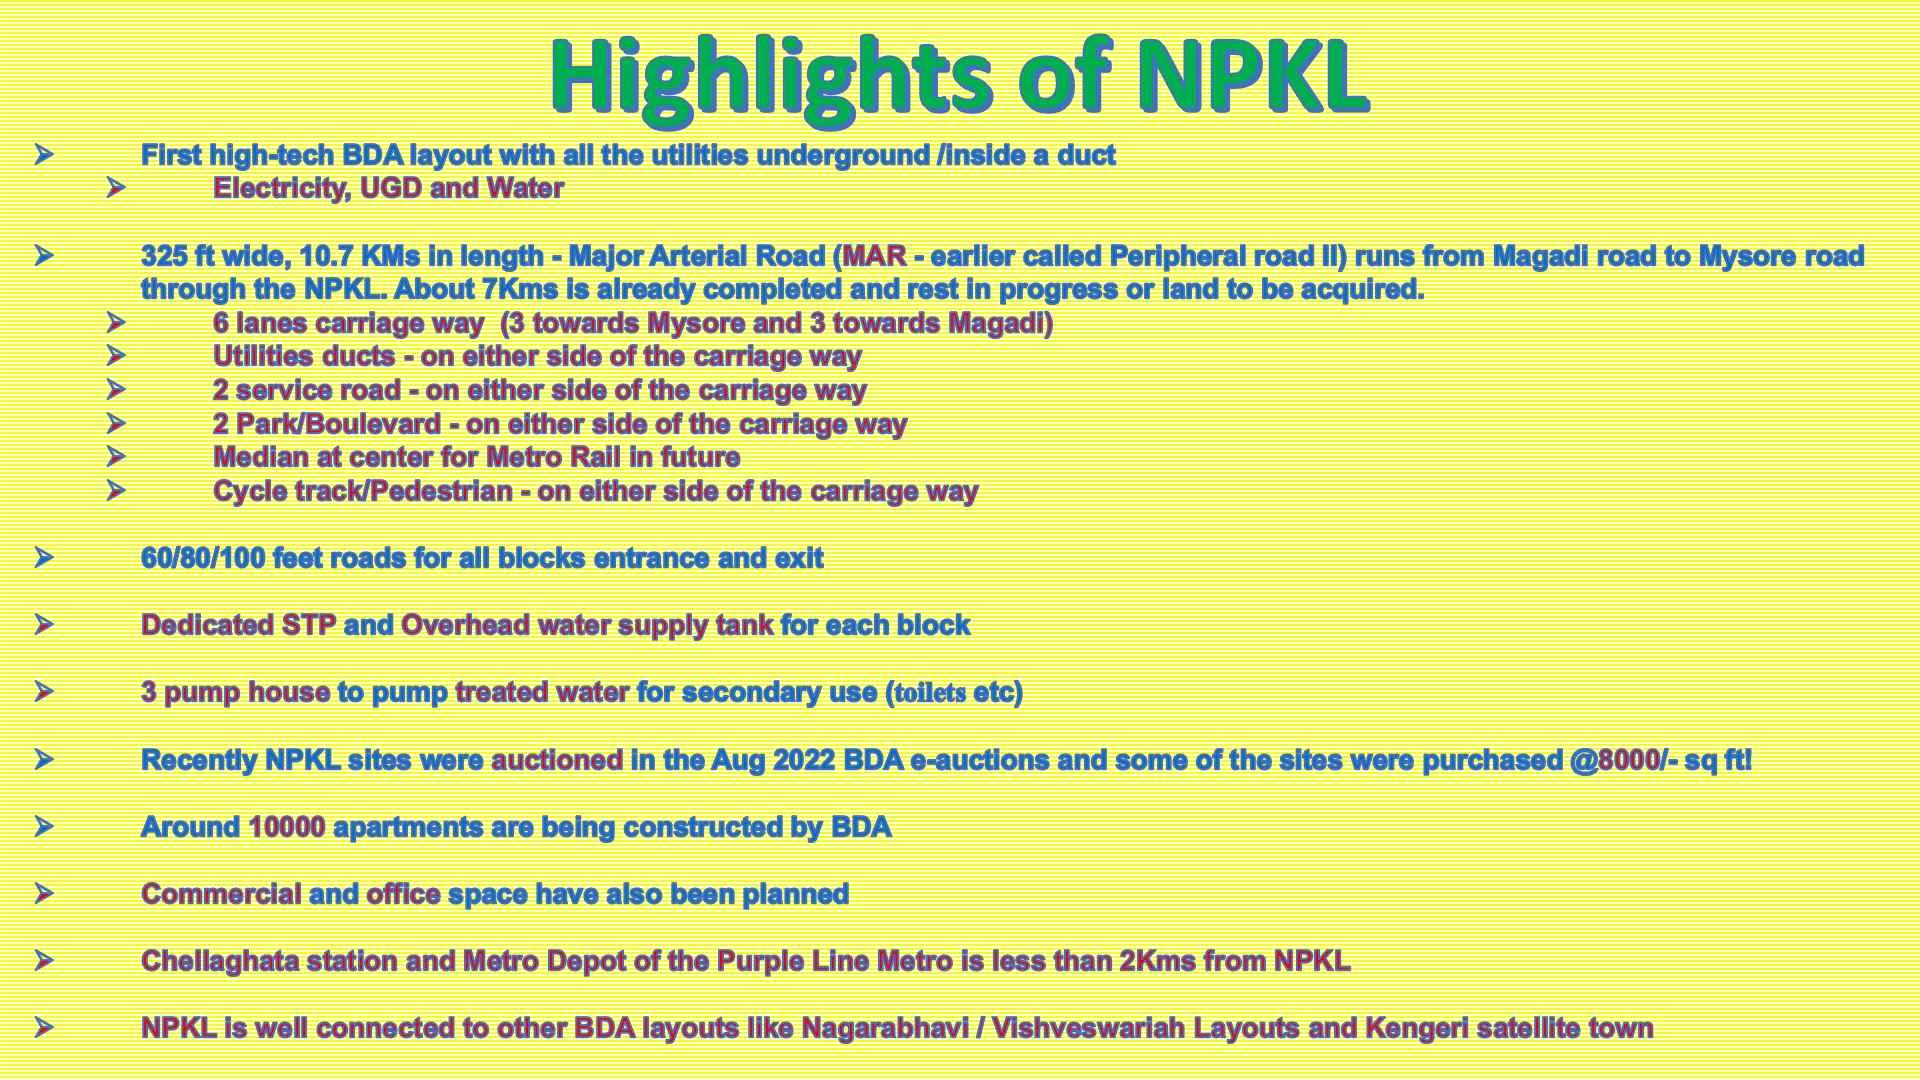 Highlights of NPKL
First high-tech BDA layout with all the utilities underground /inside a duct
Electricity, UGD and Water
325 ft wide, 10.7 KMs in length - Major Arterial Road (MAR - earlier called Peripheral road II) runs from Magadi road to Mysore road
through the NPKL. About 7Kms is already completed and rest in progress or land to be acquired.
6 lanes carriage way (3 towards Mysore and 3 towards Magadi)
Utilities ducts - on either side of the carriage way
2 service road - on either side of the carriage way
2 Park/Boulevard - on either side of the carriage way
Median at center for Metro Rail in future
Cycle track/Pedestrian - on either side of the carriage way
60/80/100 feet roads for all blocks entrance and exit
Dedicated STP and Overhead water supply tank for each block
3 pump house to pump treated water for secondary use (toilets etc)
Recently NPKL sites were auctioned in the Aug 2022 BDA e-auctions and some of the sites were purchased @8000/- sq ft!
Around 10000 apartments are being constructed by BDA
Commercial and office space have also been planned
Chellaghata station and Metro Depot of the Purple Line Metro is less than 2Kms from NPKL
NPKL is well connected to other BDA layouts like Nagarabhavi / Vishveswariah Layouts and Kengeri satellite town